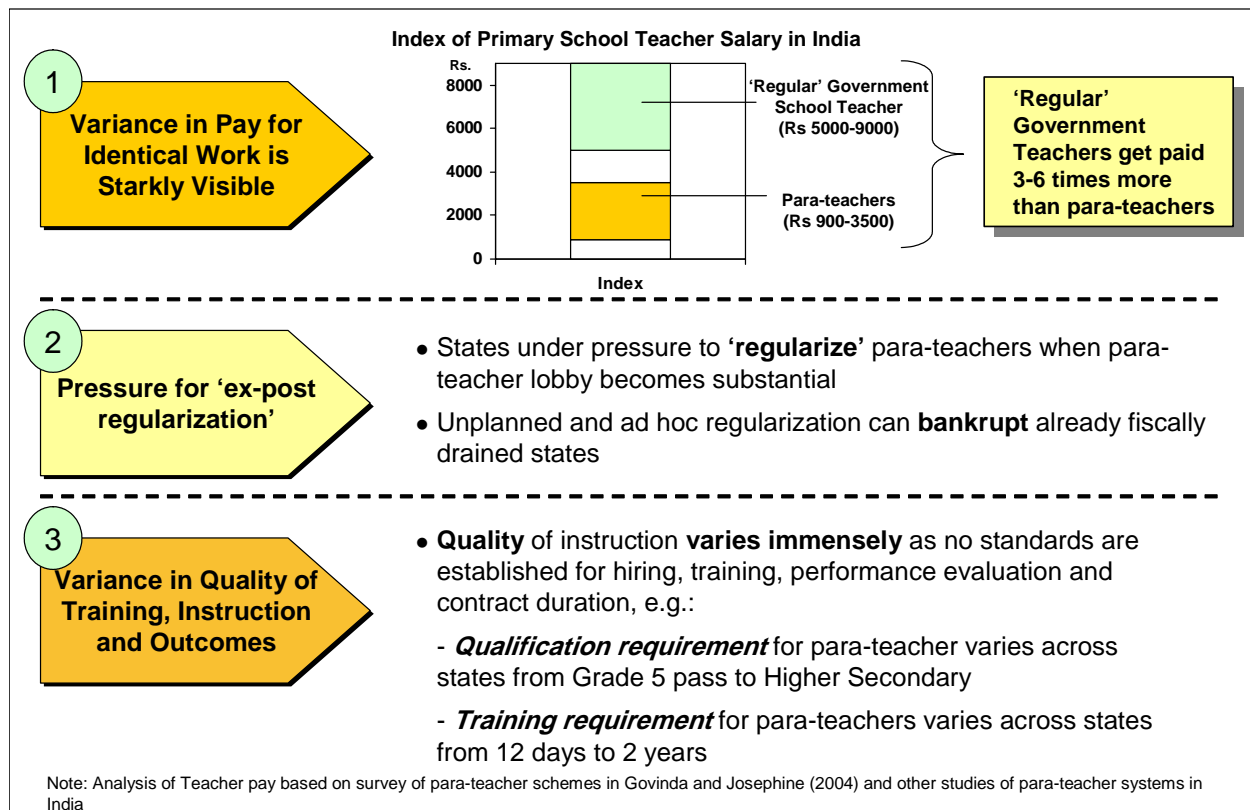 Index of Primary School Teacher Salary in India
1
Variance in Pay for
Identical Work is
Starkly Visible
Rs.
8000
6000
4000
2000
0
Index
‘Regular’ Government
School Teacher
(Rs 5000-9000)
Para-teachers
(Rs 900-3500)
‘Regular’
Government
Teachers get paid
3-6 times more
than para-teachers
2
Pressure for ‘ex-post
regularization’
● States under pressure to ‘regularize’ para-teachers when para-
teacher lobby becomes substantial
● Unplanned and ad hoc regularization can bankrupt already fiscally
drained states
3
Variance in Quality of
Training, Instruction
and Outcomes
● Quality of instruction varies immensely as no standards are
established for hiring, training, performance evaluation and
contract duration, e.g.:
- Qualification requirement for para-teacher varies across
states from Grade 5 pass to Higher Secondary
- Training requirement for para-teachers varies across states
from 12 days to 2 years
Note: Analysis of Teacher pay based on survey of para-teacher schemes in Govinda and Josephine (2004) and other studies of para-teacher systems in
India